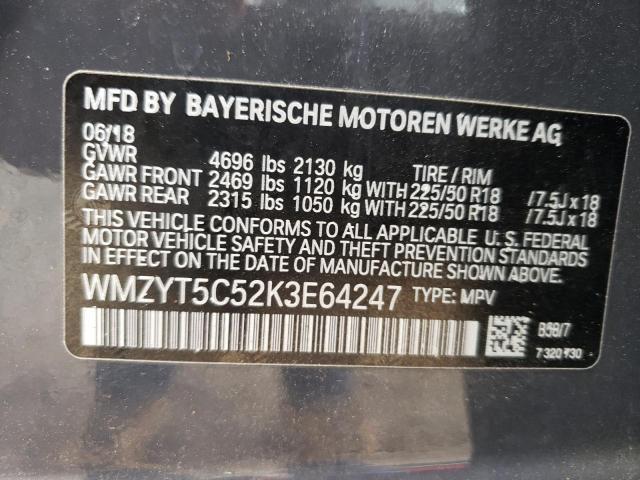 MFD BY BAYERISCHE MOTOREN WERKE AG
06/18
GVWR 4696 lbs 2130 kg TIRE / RIM
GAWR FRONT 2469 lbs 1120 kg WITH 225/50 R18 /7.5J x 18
GAWR REAR 2315 lbs 1050 kg WITH 225/50 R18 /7.5J x 18
THIS VEHICLE CONFORMS TO ALL APPLICABLE U. S. FEDERAL
MOTOR VEHICLE SAFETY AND THEFT PREVENTION STANDARDS
IN EFFECT ON THE DATE OF MANUFACTURE SHOWN ABOVE.
WMZYT5C52K3E64247 TYPE: MPV
B58/7
7 320 930